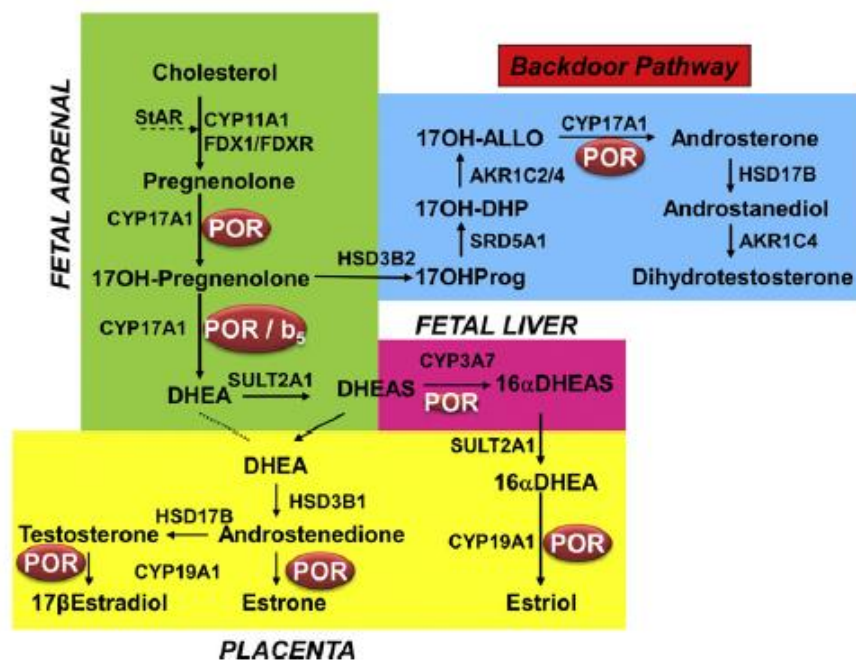 FETAL ADRENAL
Cholesterol
StAR
CYP11A1
FDX1/FDXR
Pregnenolone
CYP17A1
POR
17OH-Pregnenolone
HSD3B2
CYP17A1
POR / b5
DHEA
SULT2A1
DHEAS
Backdoor Pathway
17OH-ALLO
CYP17A1
POR
Androsterone
AKR1C2/4
HSD17B
17OH-DHP
Androstanediol
SRD5A1
AKR1C4
17OHProg
Dihydrotestosterone
FETAL LIVER
CYP3A7
POR
16αDHEAS
SULT2A1
16αDHEA
CYP19A1
POR
Estriol
DHEA
HSD3B1
HSD17B
Testosterone
Androstenedione
POR
CYP19A1
POR
17βEstradiol
Estrone
PLACENTA